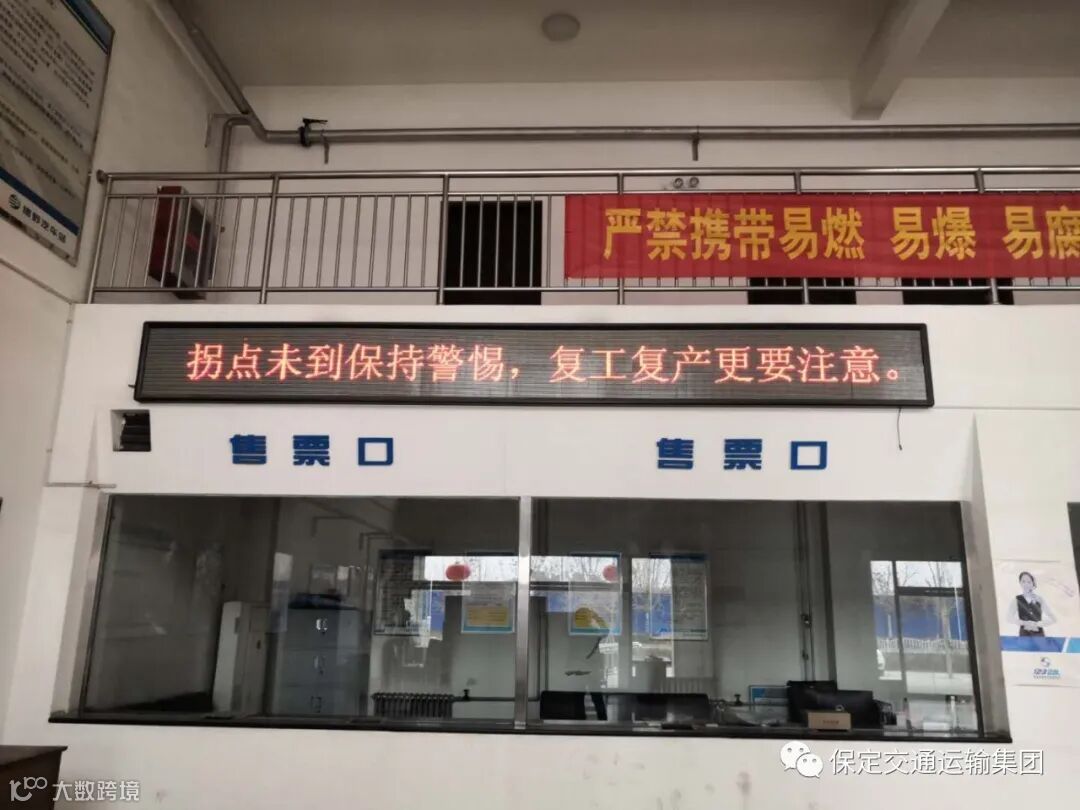 严禁携带易燃 易爆 易腐
拐点未到保持警惕，复工复产更要注意。
售票口
售票口
保定交通运输集团
大数跨境